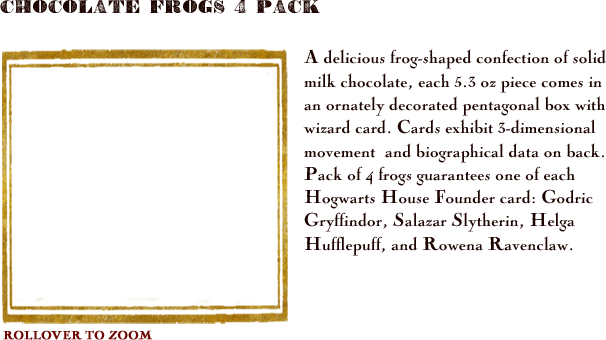 CHOCOLATE FROGS 4 PACK
A delicious frog-shaped confection of solid
milk chocolate, each 5.3 oz piece comes in
an ornately decorated pentagonal box with
wizard card. Cards exhibit 3-dimensional
movement and biographical data on back.
Pack of 4 frogs guarantees one of each
Hogwarts House Founder card: Godric
Gryffindor, Salazar Slytherin, Helga
Hufflepuff, and Rowena Ravenclaw.
ROLLOVER TO ZOOM